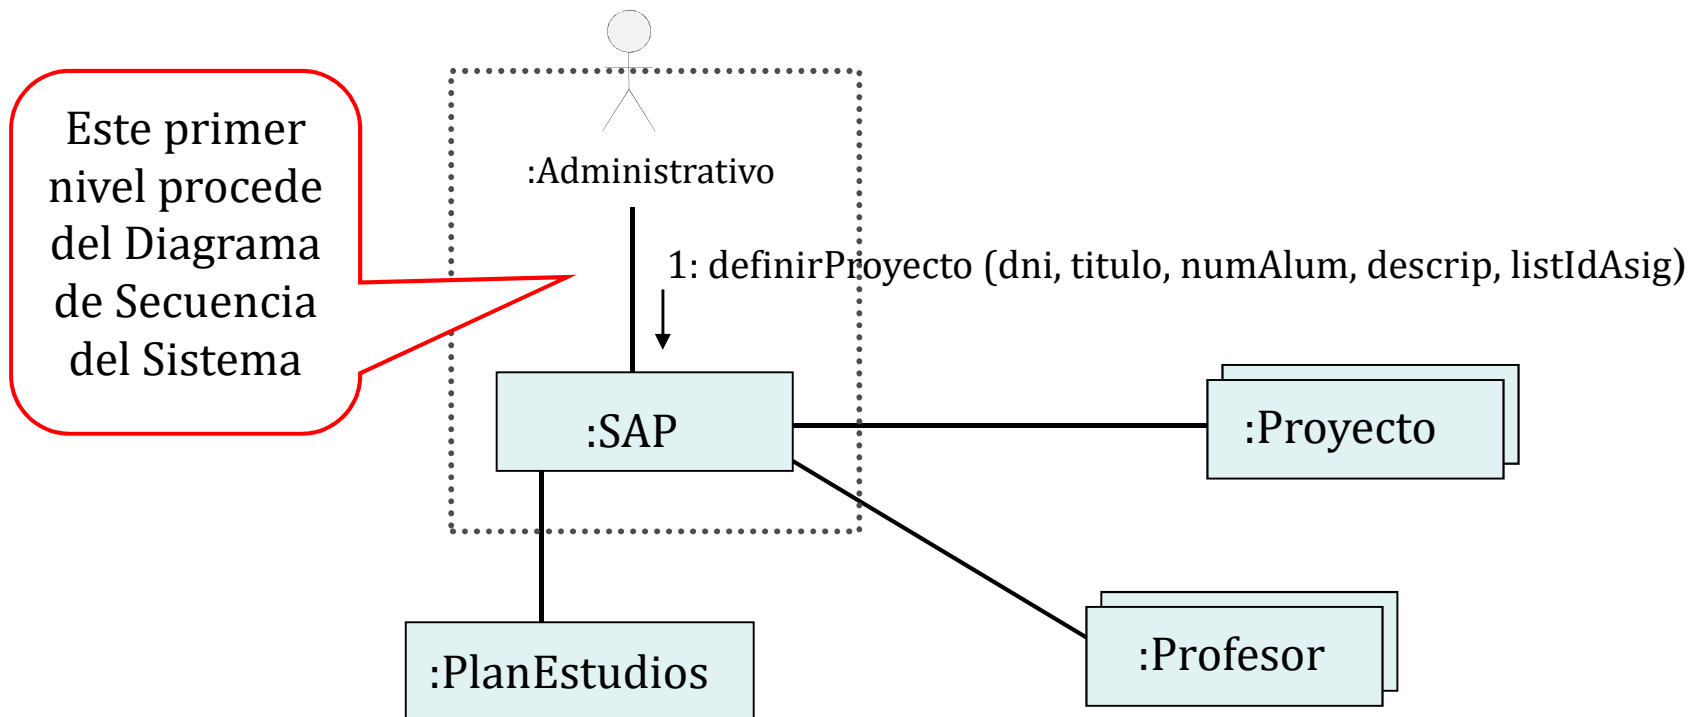 Este primer
nivel procede
del Diagrama
de Secuencia
del Sistema
:Administrativo
1: definirProyecto (dni, titulo, numAlum, descrip, listIdAsig)
:SAP
:Proyecto
:PlanEstudios
:Profesor